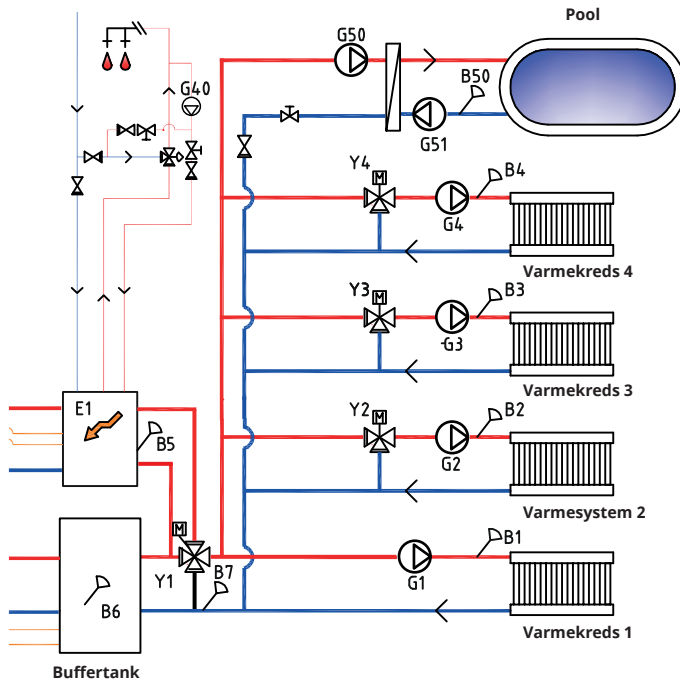 Pool
G50
G40
B50
G51
Y4
M
B4
G4
Varmekreds 4
Y3
M
B3
-G3
Varmekreds 3
Y2
M
B2
G2
Varmesystem 2
E1
B5
M
Y1
B7
B1
G1
B6
Varmekreds 1
Buffertank